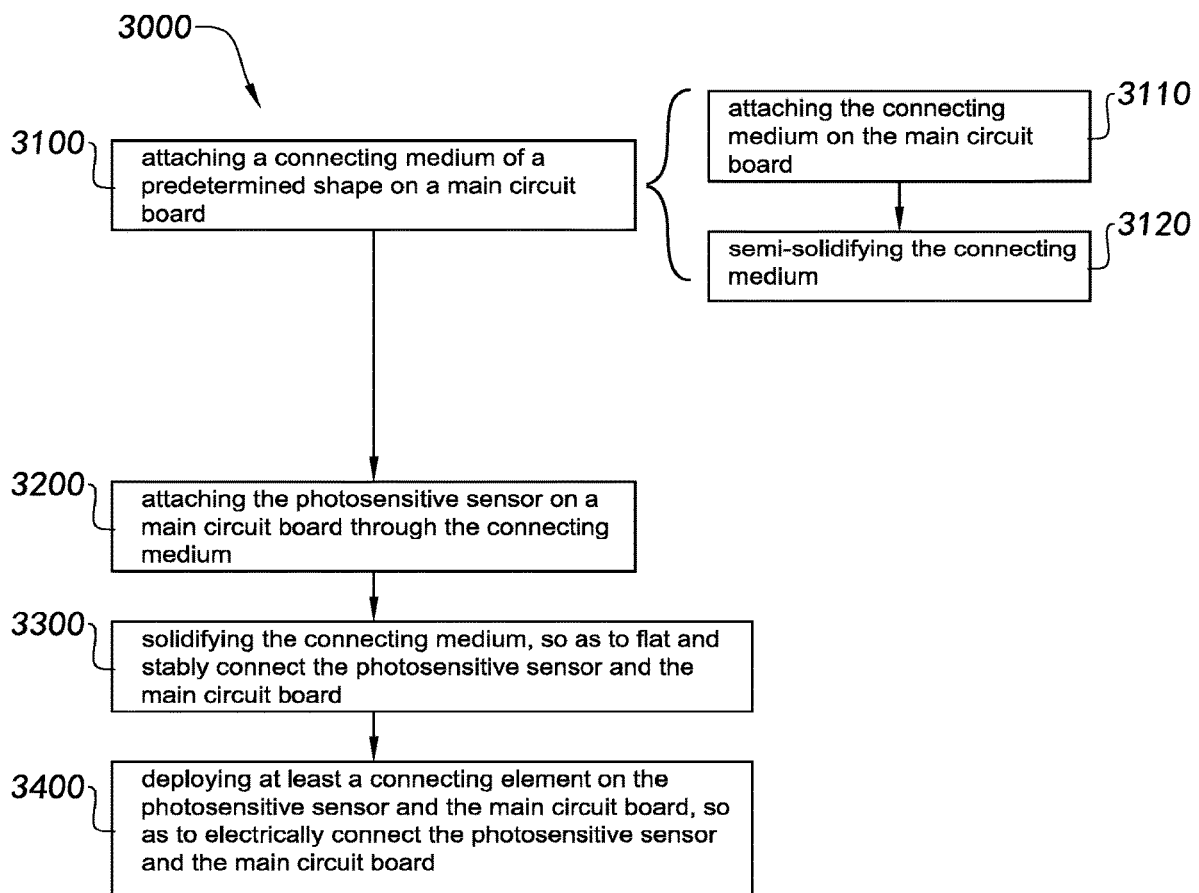 3000
3100
attaching a connecting medium of a
predetermined shape on a main circuit
board
3110
attaching the connecting
medium on the main circuit
board
3120
semi-solidifying the connecting
medium
3200
attaching the photosensitive sensor on a
main circuit board through the connecting
medium
3300
solidifying the connecting medium, so as to flat and
stably connect the photosensitive sensor and the
main circuit board
3400
deploying at least a connecting element on the
photosensitive sensor and the main circuit board, so
as to electrically connect the photosensitive sensor
and the main circuit board